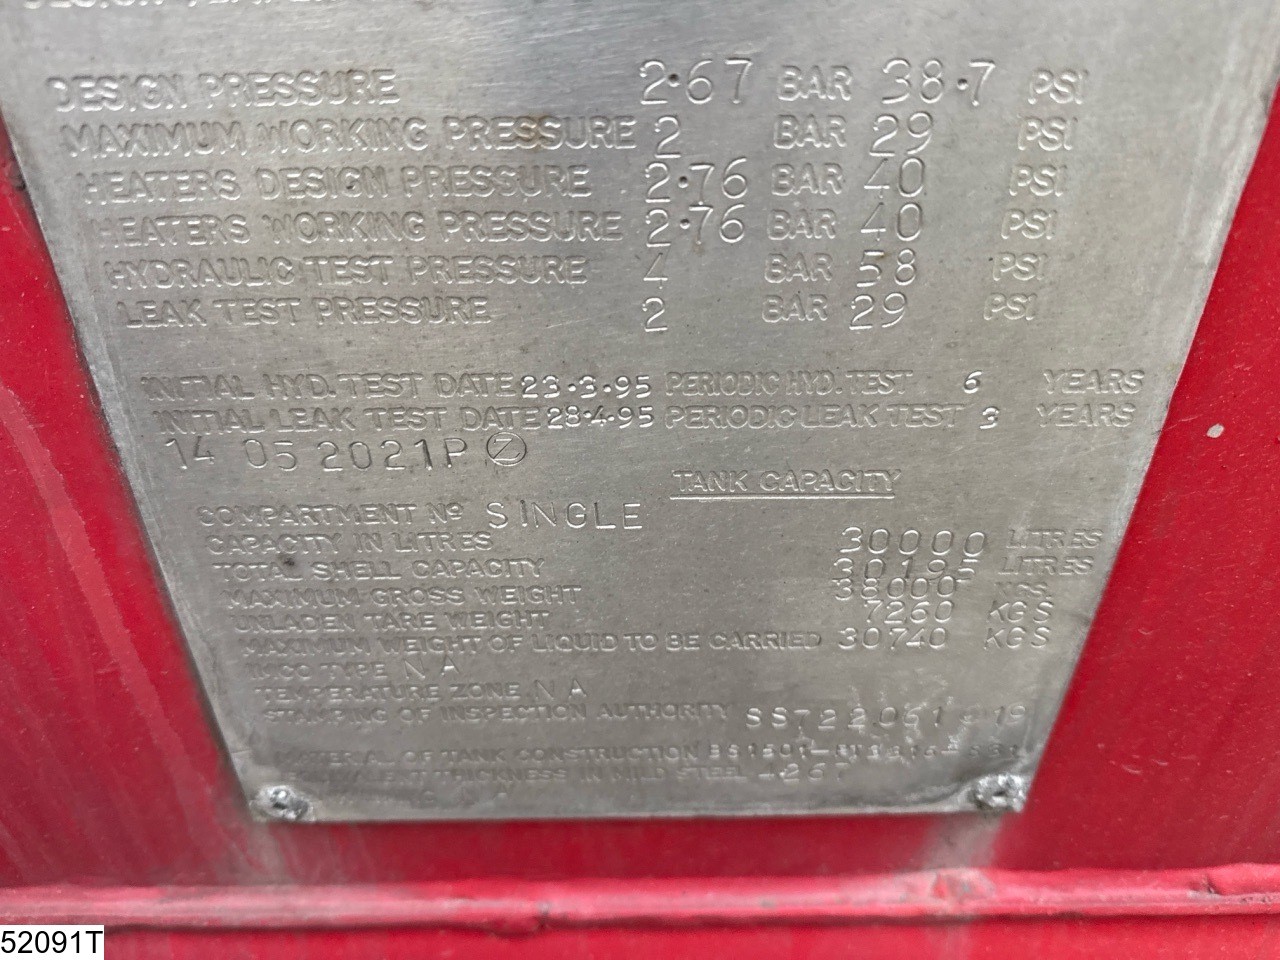 DESIGN PRESSURE 2.67 BAR 38.7 PSI
MAXIMUM WORKING PRESSURE 2 BAR 29 PSI
HEATERS DESIGN PRESSURE 2.76 BAR 40 PSI
HEATERS WORKING PRESSURE 2.76 BAR 40 PSI
HYDRAULIC TEST PRESSURE 4 BAR 58 PSI
LEAK TEST PRESSURE 2 BAR 29 PSI
INITIAL HYD. TEST DATE 23.3.95 PERIODIC HYD. TEST 6 YEARS
INITIAL LEAK TEST DATE 28.4.95 PERIODIC LEAK TEST 3 YEARS
14 05 2021 P Z
TANK CAPACITY
COMPARTMENT Nº SINGLE
CAPACITY IN LITRES 30000 LITRES
TOTAL SHELL CAPACITY 30185 LITRES
MAXIMUM GROSS WEIGHT 38000 KGS.
UNLADEN TARE WEIGHT 7260 KGS
MAXIMUM WEIGHT OF LIQUID TO BE CARRIED 30740 KGS
IMCO TYPE N A
TEMPERATURE ZONE N A
STAMPING OF INSPECTION AUTHORITY
MATERIAL OF TANK CONSTRUCTION
EQUIVALENT THICKNESS IN MILD STEEL
52091T